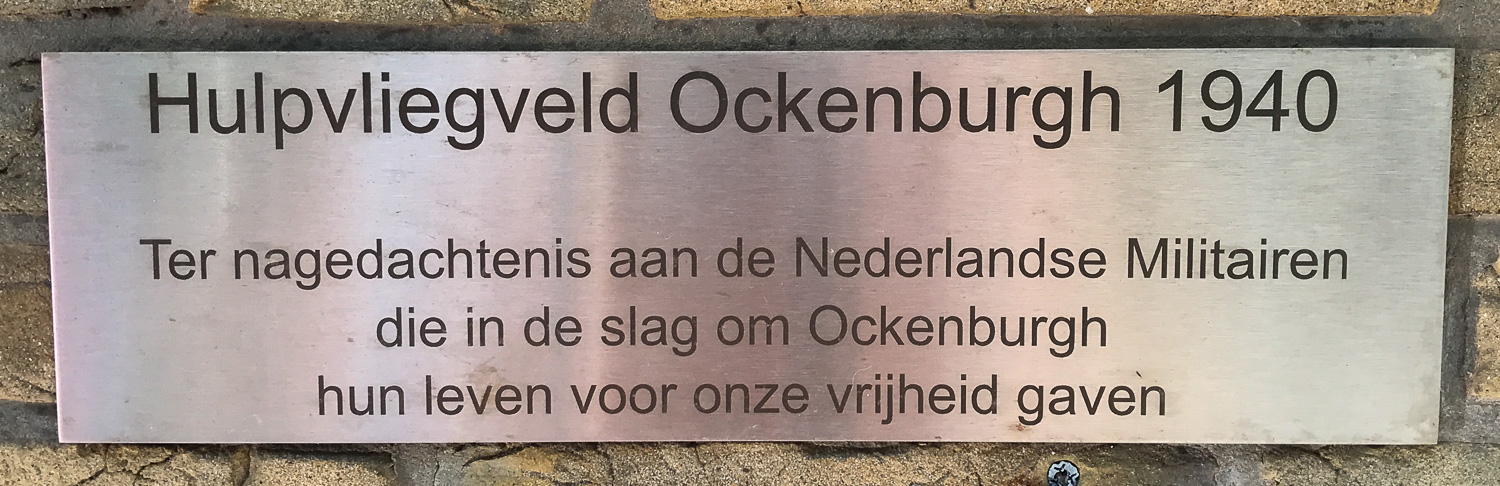 Hulpvliegveld Ockenburgh 1940
Ter nagedachtenis aan de Nederlandse Militairen
die in de slag om Ockenburgh
hun leven voor onze vrijheid gaven